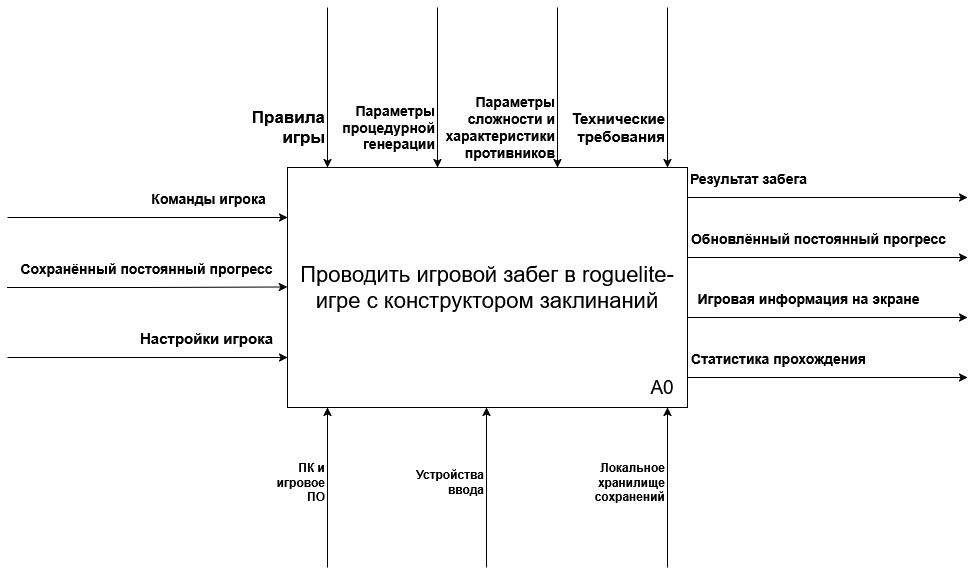 Правила
игры
Параметры
процедурной
генерации
Параметры
сложности и
характеристики
противников
Технические
требования
Команды игрока
Сохранённый постоянный прогресс
Настройки игрока
Проводить игровой забег в roguelite-
игре с конструктором заклинаний
A0
Результат забега
Обновлённый постоянный прогресс
Игровая информация на экране
Статистика прохождения
ПК и
игровое
ПО
Устройства
ввода
Локальное
хранилище
сохранений